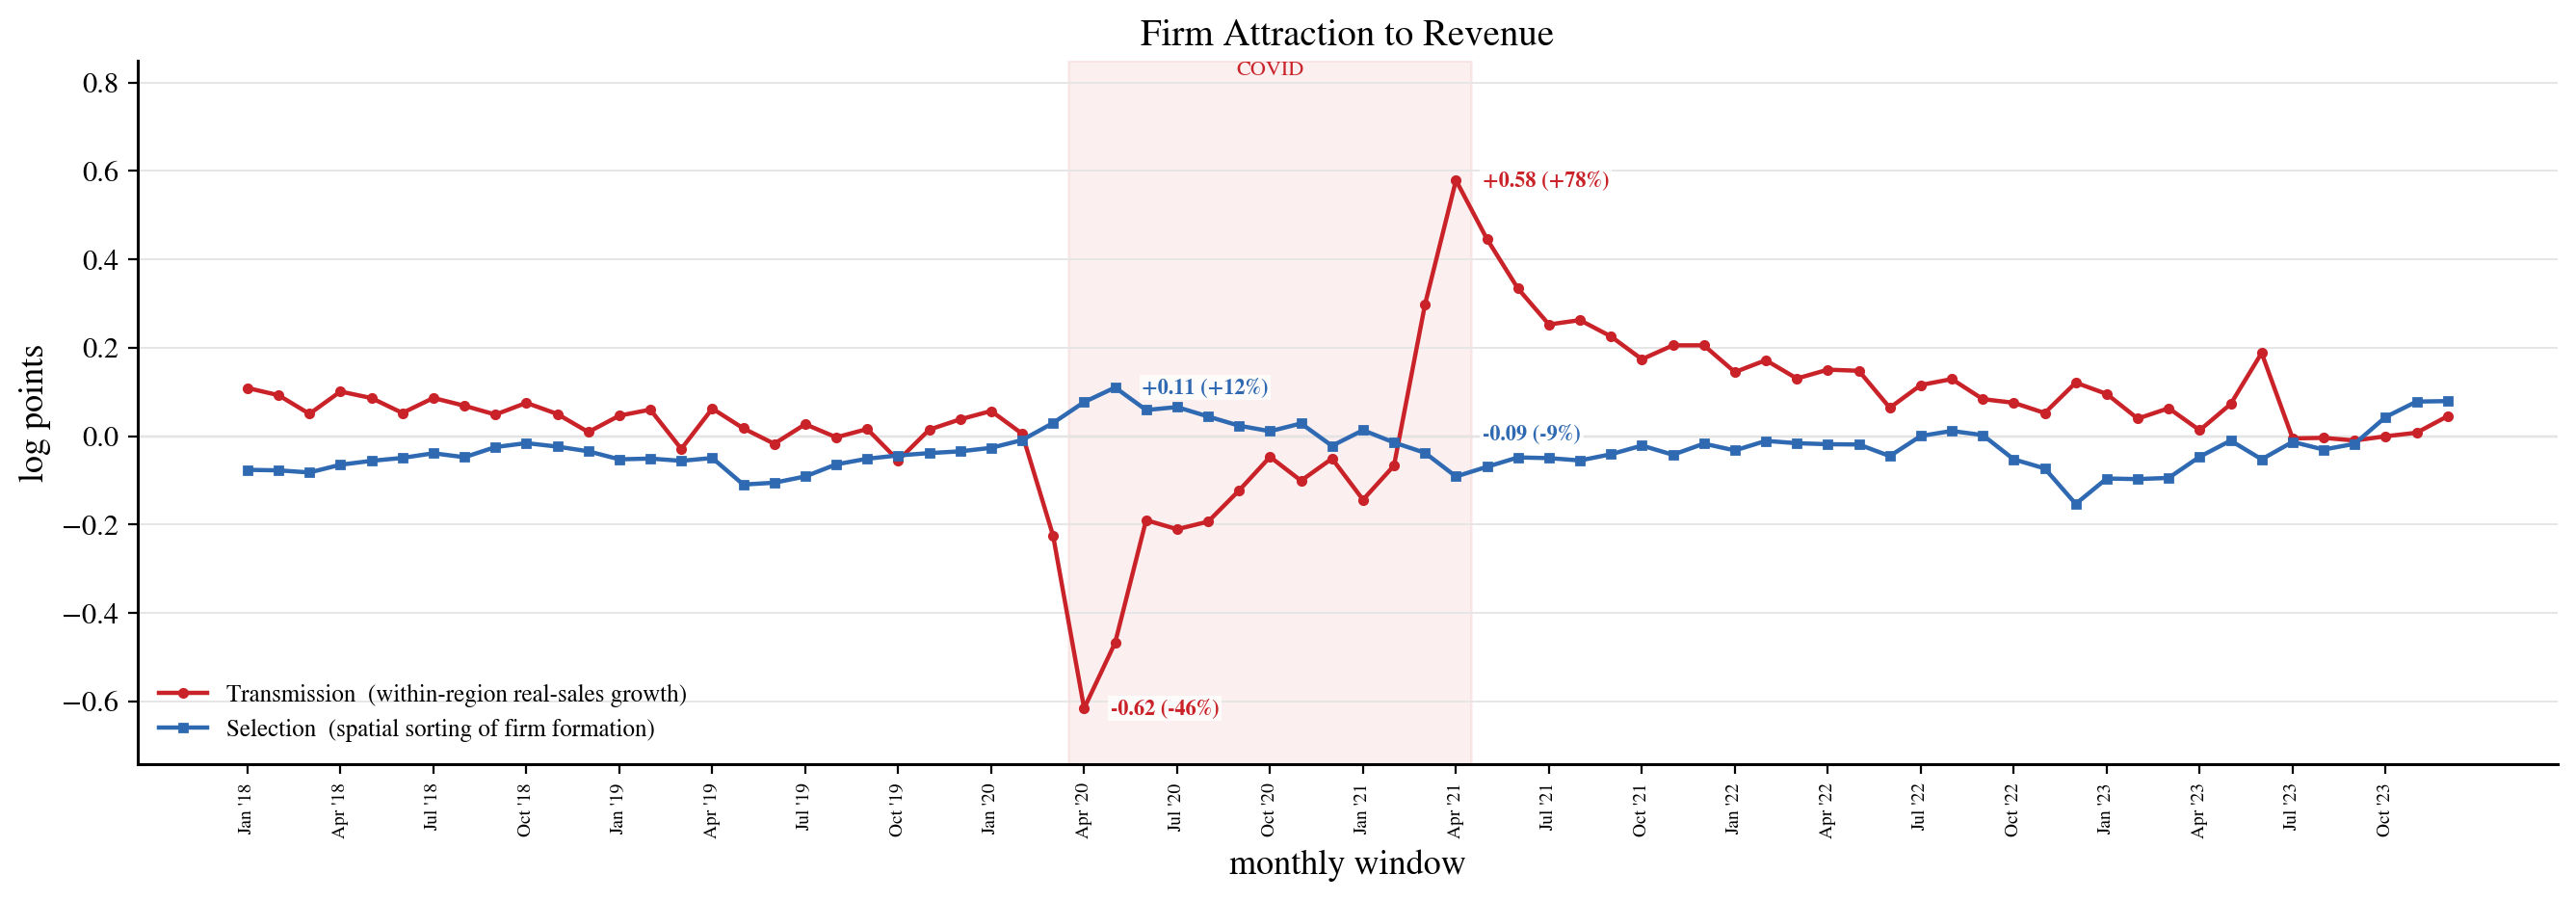 Firm Attraction to Revenue
COVID
0.8
0.6
0.4
0.2
0.0
−0.2
−0.4
−0.6
log points
+0.58 (+78%)
+0.11 (+12%)
-0.09 (-9%)
-0.62 (-46%)
Transmission (within-region real-sales growth)
Selection (spatial sorting of firm formation)
Jan '18
Apr '18
Jul '18
Oct '18
Jan '19
Apr '19
Jul '19
Oct '19
Jan '20
Apr '20
Jul '20
Oct '20
Jan '21
Apr '21
Jul '21
Oct '21
Jan '22
Apr '22
Jul '22
Oct '22
Jan '23
Apr '23
Jul '23
Oct '23
monthly window